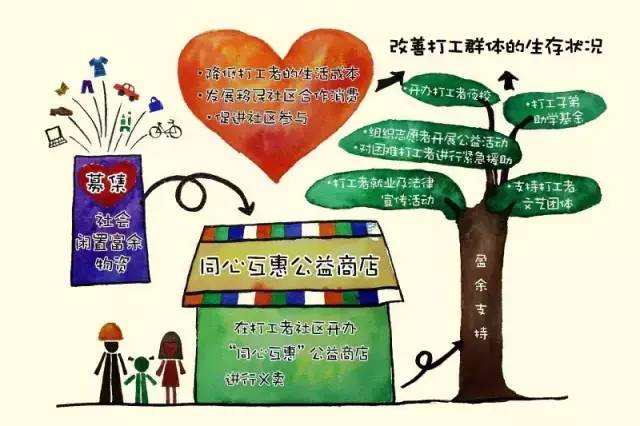 改善打工群体的生存状况
·降低打工者的生活成本
·发展移民社区合作消费
·促进社区参与
·开办打工者夜校
·打工子弟
助学基金
·组织志愿者开展公益活动
·对困难打工者进行紧急援助
·打工者就业及法律
宣传活动
·支持打工者
文艺团体
募集
社会
闲置富余
物资
同心互惠公益商店
在打工者社区开办
“同心互惠”公益商店
进行义卖
盈余支持